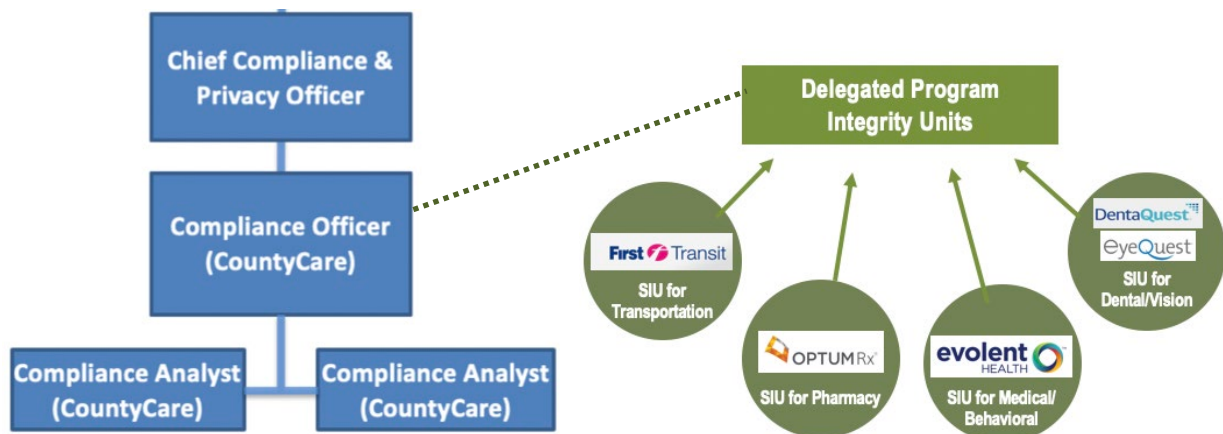 Chief Compliance &
Privacy Officer
Compliance Officer
(CountyCare)
Compliance Analyst
(CountyCare)
Compliance Analyst
(CountyCare)
Delegated Program
Integrity Units
First Transit
SIU for
Transportation
OPTUMRx®
SIU for Pharmacy
evolent
HEALTH
SIU for Medical/
Behavioral
DentaQuest
eyeQuest
SIU for
Dental/Vision